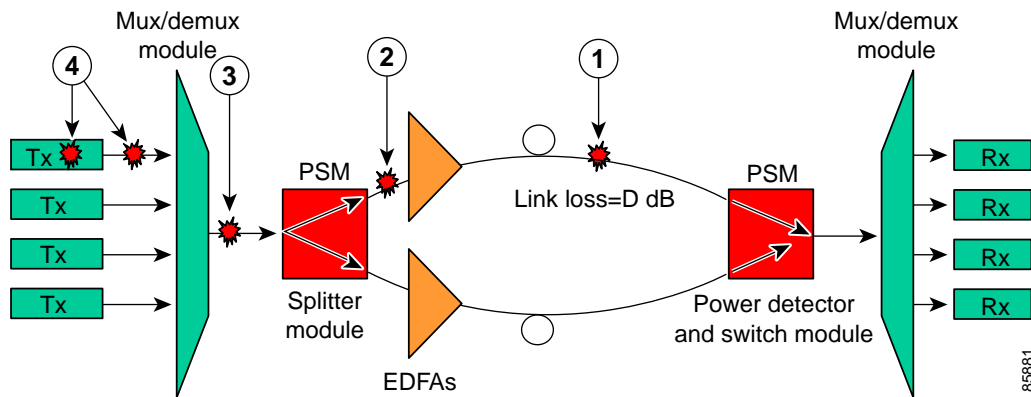 Mux/demux
module
Mux/demux
module
4
3
2
1
Tx
Tx
Tx
Tx
PSM
Splitter
module
EDFAs
Link loss=D dB
PSM
Power detector
and switch module
Rx
Rx
Rx
Rx
85881